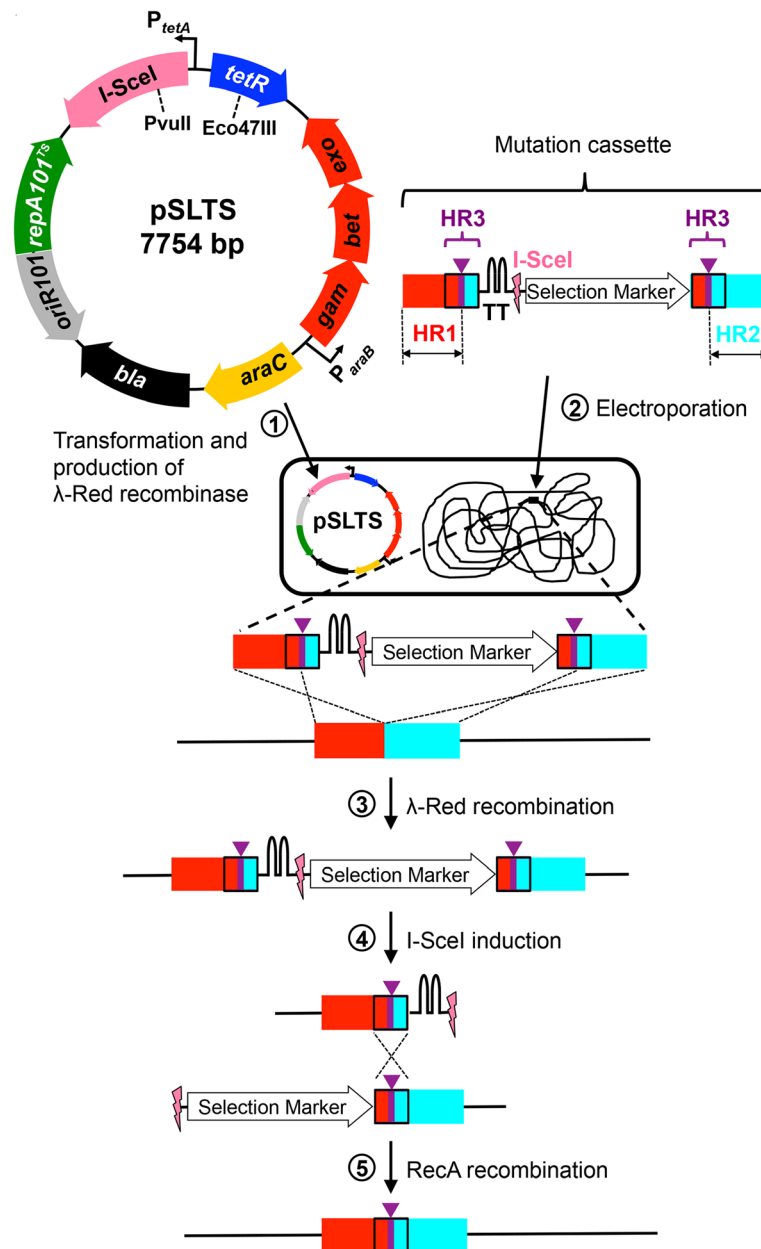 PtetA
I-SceI
tetR
PvuII
Eco47III
exo
repA101TS
bet
pSLTS
7754 bp
oriR101
gam
bla
araC
ParaB
Mutation cassette
HR3
HR3
I-SceI
Selection Marker
TT
HR1
HR2
1
Transformation and
production of
λ-Red recombinase
2 Electroporation
pSLTS
Selection Marker
3 λ-Red recombination
Selection Marker
4 I-SceI induction
Selection Marker
5 RecA recombination